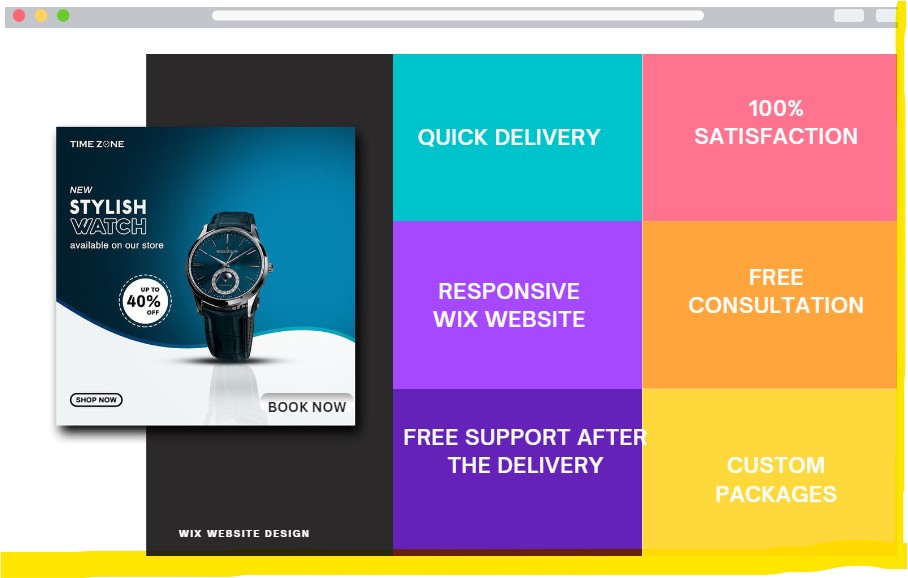 TIME ZONE
NEW
STYLISH
WATCH
available on our store
UP TO
40%
OFF
SHOP NOW
BOOK NOW
WIX WEBSITE DESIGN
QUICK DELIVERY
100%
SATISFACTION
RESPONSIVE
WIX WEBSITE
FREE
CONSULTATION
FREE SUPPORT AFTER
THE DELIVERY
CUSTOM
PACKAGES